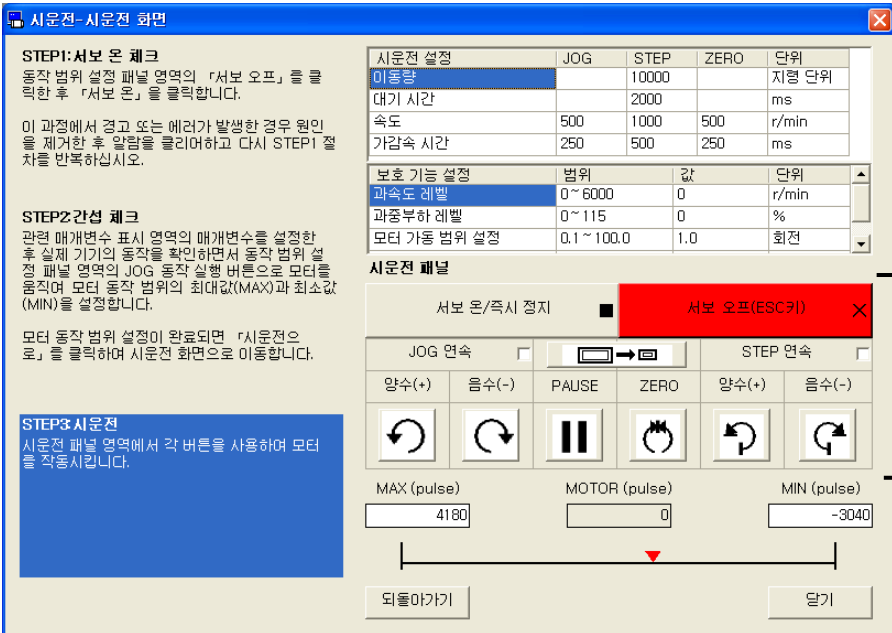 시운전-시운전 화면
STEP1:서보 온 체크
동작 범위 설정 패널 영역의 「서보 오프」를 클
릭한 후 「서보 온」을 클릭합니다.
이 과정에서 경고 또는 에러가 발생한 경우 원인
을 제거한 후 알람을 클리어하고 다시 STEP1 절
차를 반복하십시오.
STEP2:간섭 체크
관련 매개변수 표시 영역의 매개변수를 설정한
후 실제 기기의 동작을 확인하면서 동작 범위 설
정 패널 영역의 JOG 동작 실행 버튼으로 모터를
움직여 모터 동작 범위의 최대값(MAX)과 최소값
(MIN)을 설정합니다.
모터 동작 범위 설정이 완료되면 「시운전으
로」를 클릭하여 시운전 화면으로 이동합니다.
STEP3:시운전
시운전 패널 영역에서 각 버튼을 사용하여 모터
를 작동시킵니다.
시운전 설정 JOG STEP ZERO 단위
이동량 10000 지령 단위
대기 시간 2000 ms
속도 500 1000 500 r/min
가감속 시간 250 500 250 ms
보호 기능 설정 범위 값 단위
과속도 레벨 0~6000 0 r/min
과중부하 레벨 0~115 0 %
모터 가동 범위 설정 0.1~100.0 1.0 회전
시운전 패널
서보 온/즉시 정지 서보 오프(ESC키)
JOG 연속 STEP 연속
양수(+) 음수(-) PAUSE ZERO 양수(+) 음수(-)
MAX (pulse) MOTOR (pulse) MIN (pulse)
4180 0 -3040
되돌아가기 닫기